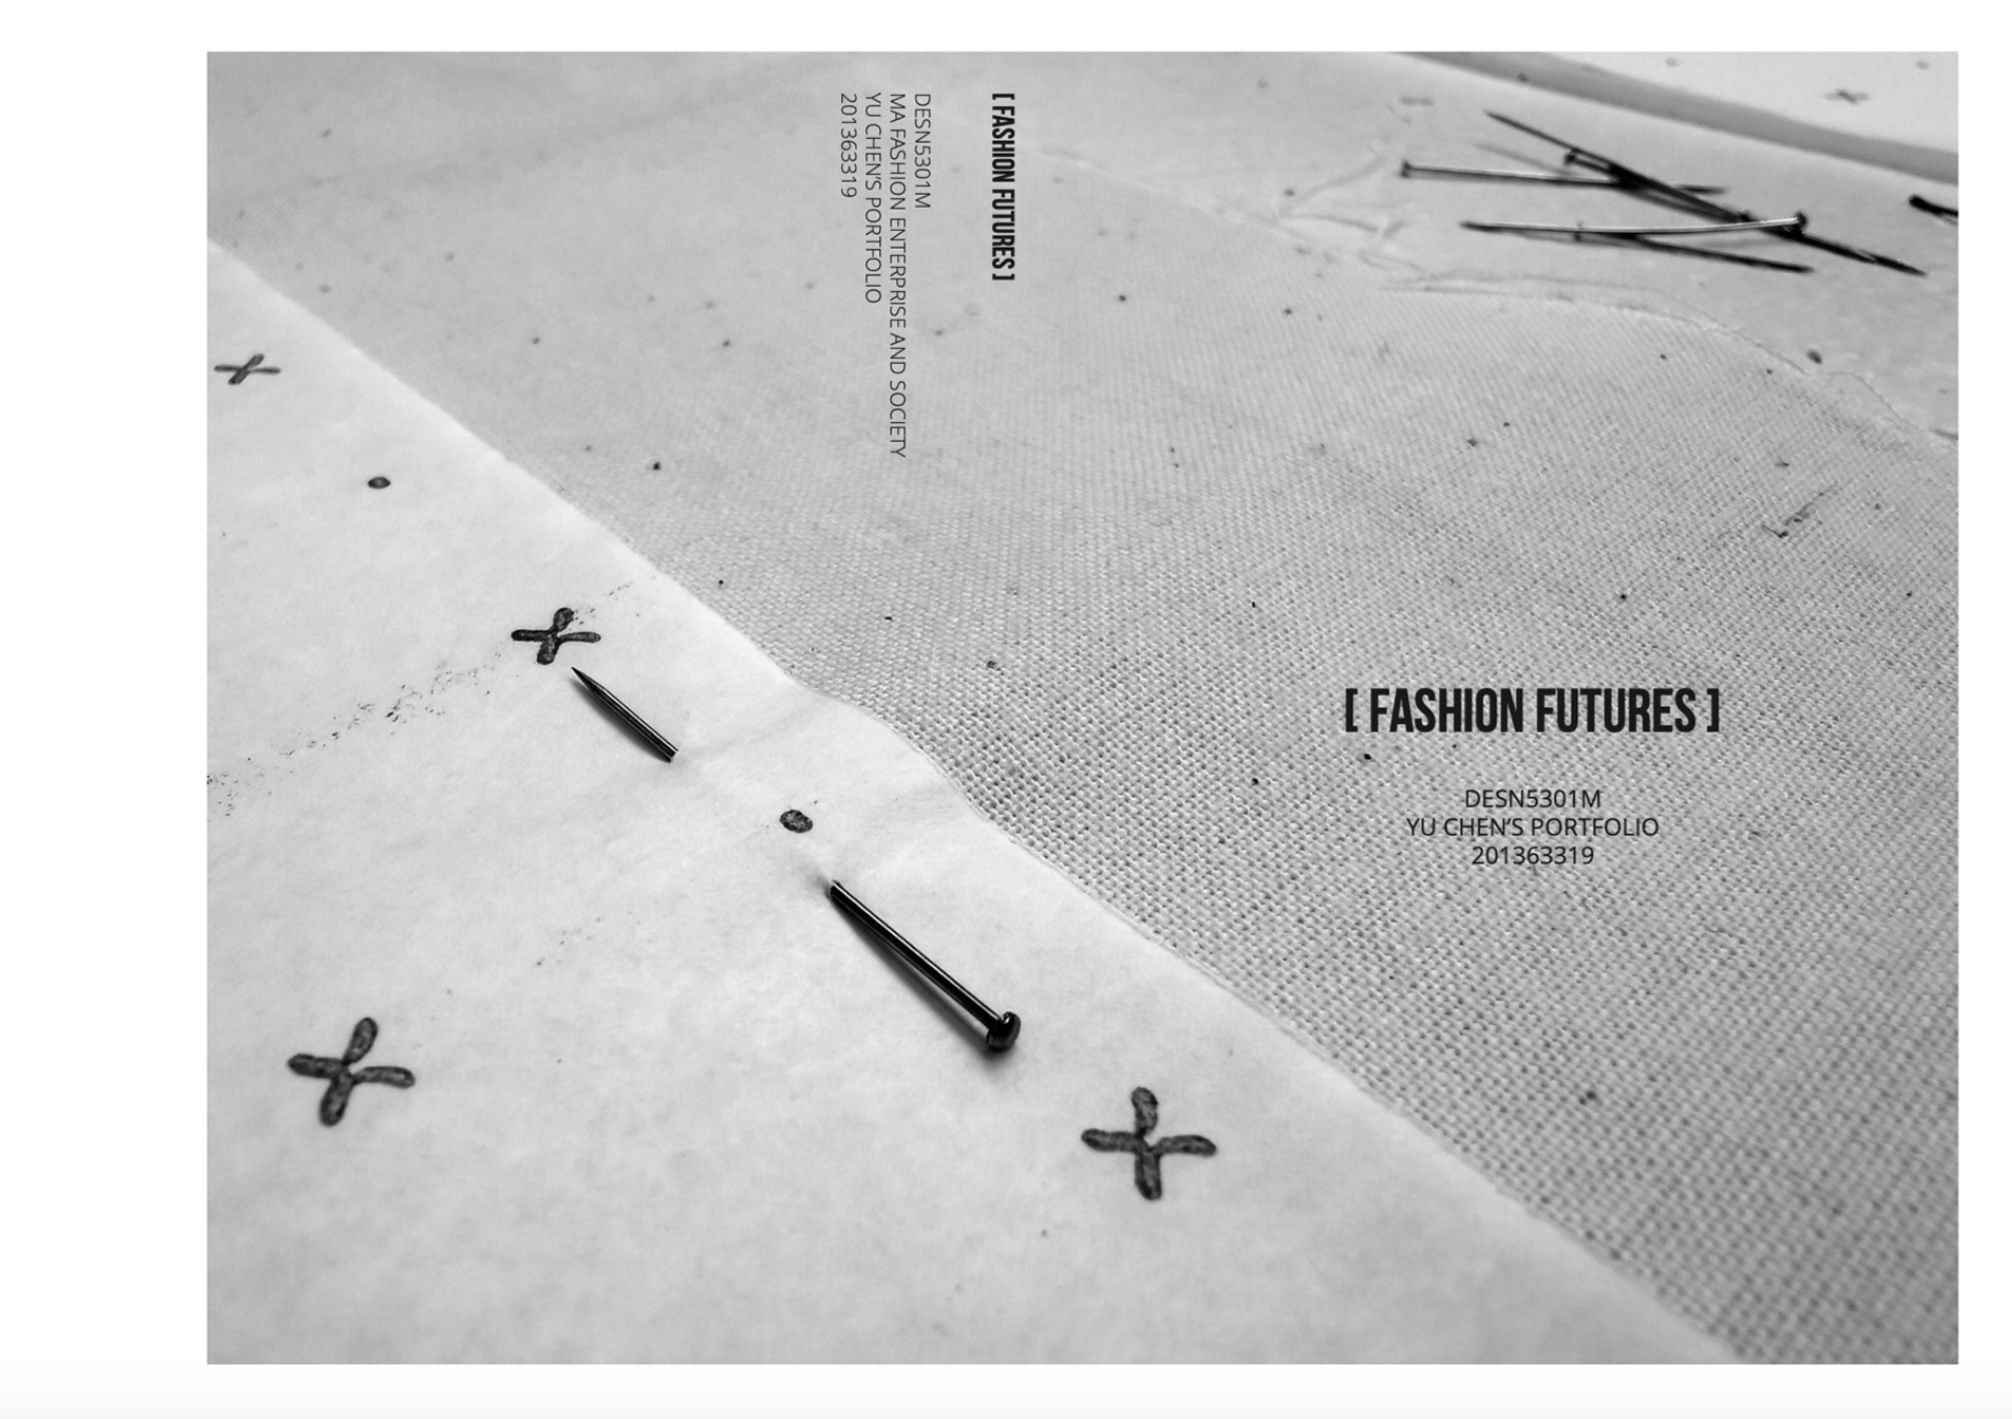 [ FASHION FUTURES ]
DESN5301M
MA FASHION ENTERPRISE AND SOCIETY
YU CHEN'S PORTFOLIO
201363319
[ FASHION FUTURES ]
DESN5301M
YU CHEN'S PORTFOLIO
201363319